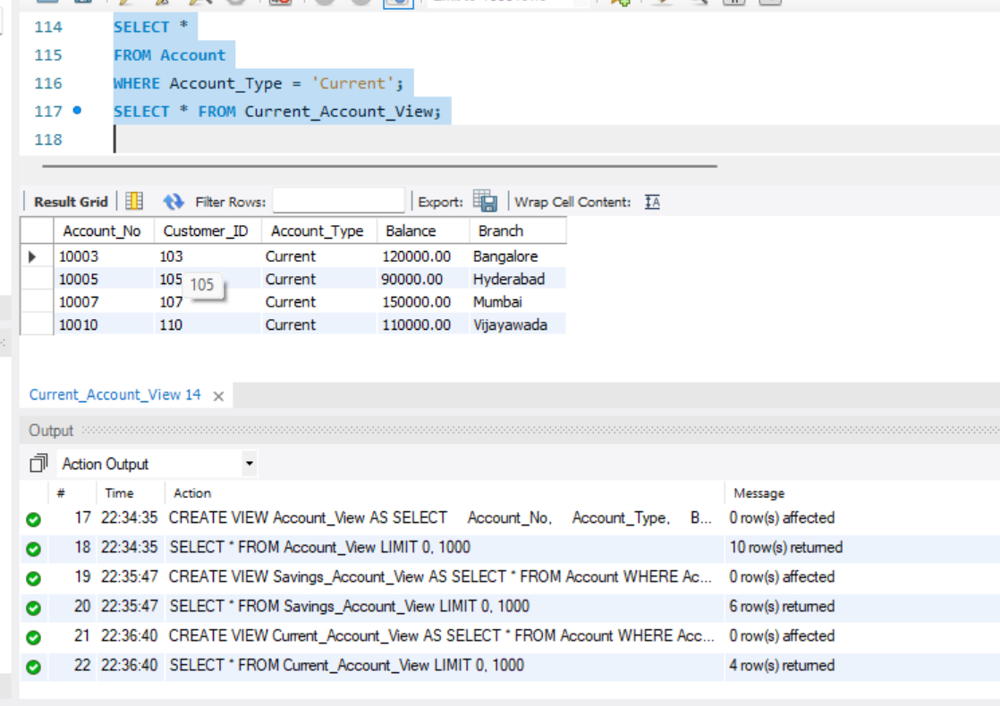 114 SELECT *
115 FROM Account
116 WHERE Account_Type = 'Current';
117 SELECT * FROM Current_Account_View;
118
Result Grid Filter Rows: Export: Wrap Cell Content: IA
Account_No Customer_ID Account_Type Balance Branch
10003 103 Current 120000.00 Bangalore
10005 105 Current 90000.00 Hyderabad
105
10007 107 Current 150000.00 Mumbai
10010 110 Current 110000.00 Vijayawada
Current_Account_View 14
Output
Action Output
# Time Action Message
17 22:34:35 CREATE VIEW Account_View AS SELECT Account_No, Account_Type, B... 0 row(s) affected
18 22:34:35 SELECT * FROM Account_View LIMIT 0, 1000 10 row(s) returned
19 22:35:47 CREATE VIEW Savings_Account_View AS SELECT * FROM Account WHERE Ac... 0 row(s) affected
20 22:35:47 SELECT * FROM Savings_Account_View LIMIT 0, 1000 6 row(s) returned
21 22:36:40 CREATE VIEW Current_Account_View AS SELECT * FROM Account WHERE Acc... 0 row(s) affected
22 22:36:40 SELECT * FROM Current_Account_View LIMIT 0, 1000 4 row(s) returned